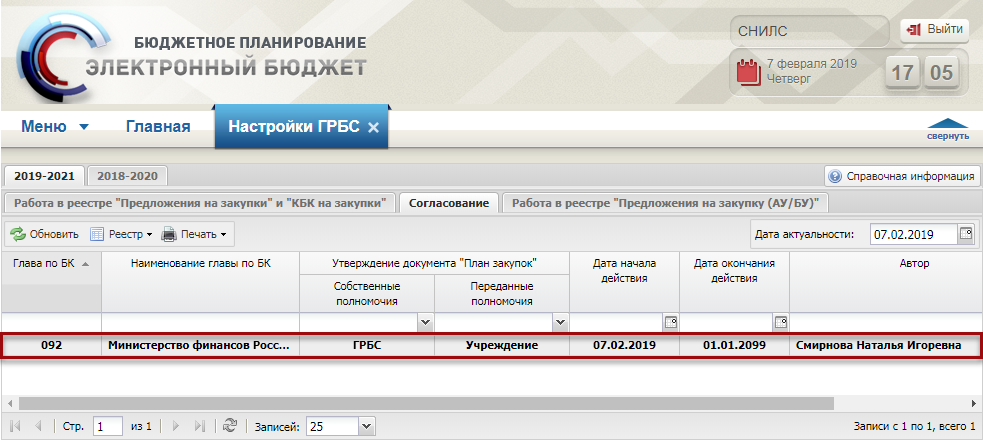 БЮДЖЕТНОЕ ПЛАНИРОВАНИЕ
ЭЛЕКТРОННЫЙ БЮДЖЕТ
СНИЛС
Выйти
7 февраля 2019
Четверг
17 05
Меню Главная Настройки ГРБС
свернуть
2019-2021 2018-2020
Справочная информация
Работа в реестре "Предложения на закупки" и "КБК на закупки" Согласование Работа в реестре "Предложения на закупку (АУ/БУ)"
Обновить Реестр Печать
Дата актуальности: 07.02.2019
Глава по БК Наименование главы по БК Утверждение документа "План закупок" Дата начала действия Дата окончания действия Автор
Собственные полномочия Переданные полномочия
092 Министерство финансов Росс... ГРБС Учреждение 07.02.2019 01.01.2099 Смирнова Наталья Игоревна
Стр. 1 из 1 Записей: 25 Записи с 1 по 1, всего 1